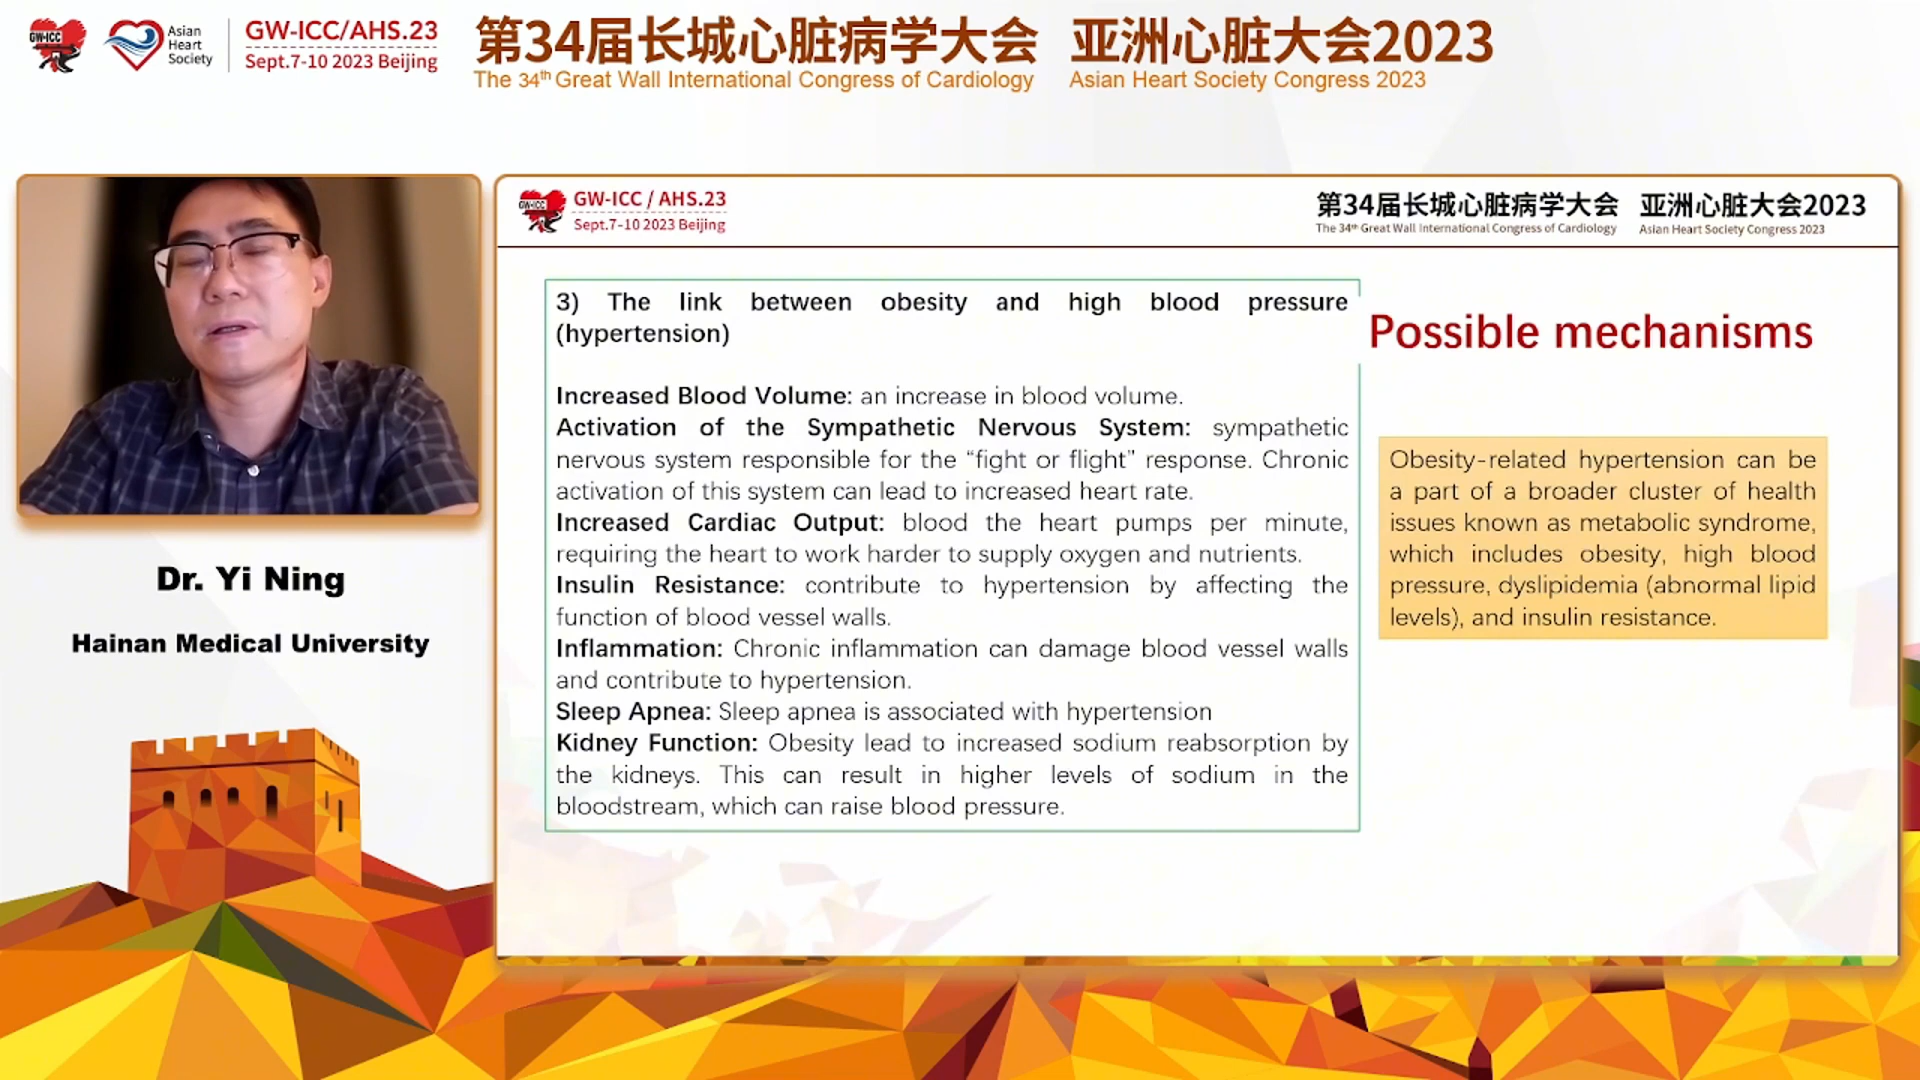 GW-ICC
Asian
Heart
Society
GW-ICC/AHS.23
Sept.7-10 2023 Beijing
第34届长城心脏病学大会
The 34th Great Wall International Congress of Cardiology
亚洲心脏大会2023
Asian Heart Society Congress 2023
Dr. Yi Ning
Hainan Medical University
GW-ICC
GW-ICC / AHS.23
Sept.7-10 2023 Beijing
第34届长城心脏病学大会
The 34th Great Wall International Congress of Cardiology
亚洲心脏大会2023
Asian Heart Society Congress 2023
3) The link between obesity and high blood pressure
(hypertension)
Increased Blood Volume: an increase in blood volume.
Activation of the Sympathetic Nervous System: sympathetic
nervous system responsible for the “fight or flight” response. Chronic
activation of this system can lead to increased heart rate.
Increased Cardiac Output: blood the heart pumps per minute,
requiring the heart to work harder to supply oxygen and nutrients.
Insulin Resistance: contribute to hypertension by affecting the
function of blood vessel walls.
Inflammation: Chronic inflammation can damage blood vessel walls
and contribute to hypertension.
Sleep Apnea: Sleep apnea is associated with hypertension
Kidney Function: Obesity lead to increased sodium reabsorption by
the kidneys. This can result in higher levels of sodium in the
bloodstream, which can raise blood pressure.
Possible mechanisms
Obesity-related hypertension can be
a part of a broader cluster of health
issues known as metabolic syndrome,
which includes obesity, high blood
pressure, dyslipidemia (abnormal lipid
levels), and insulin resistance.